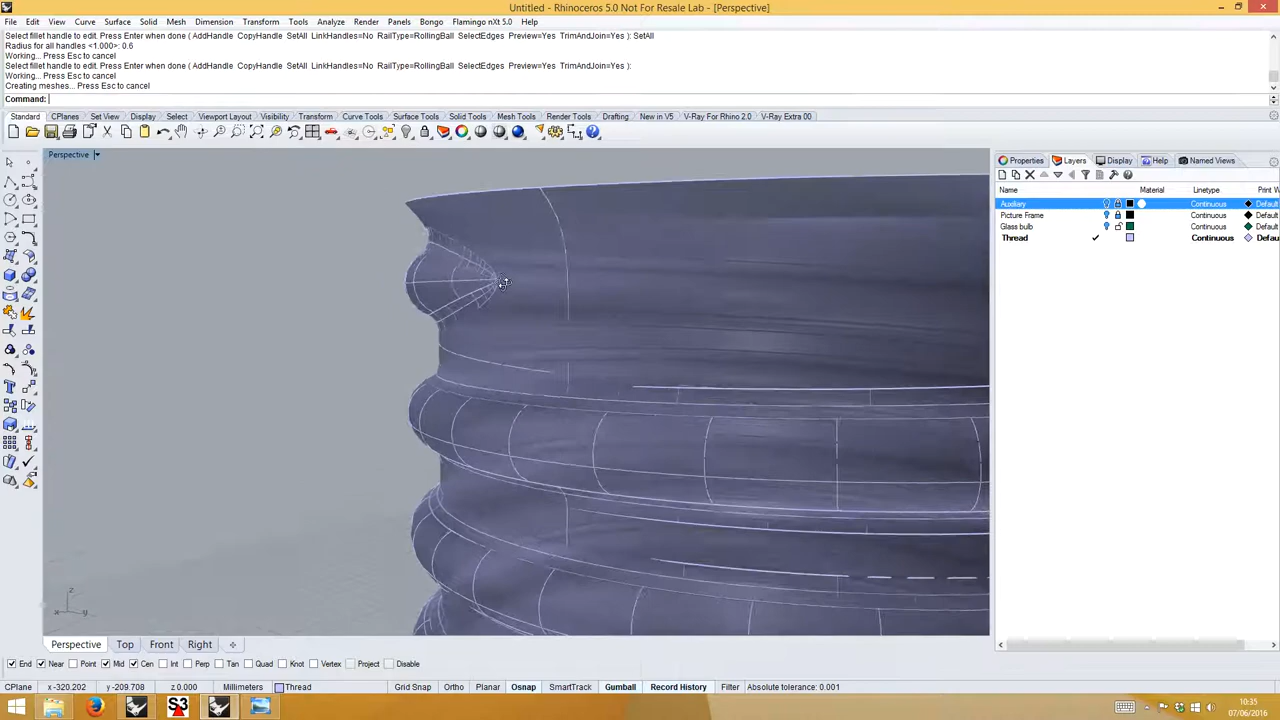 Untitled - Rhinoceros 5.0 Not For Resale Lab - [Perspective]
File Edit View Curve Surface Solid Mesh Dimension Transform Tools Analyze Render Panels Bongo Flamingo nXt 5.0 Help
Select fillet handle to edit. Press Enter when done ( AddHandle CopyHandle SetAll LinkHandles=No RailType=RollingBall SelectEdges Preview=Yes TrimAndJoin=Yes ): SetAll
Radius for all handles <1.000>: 0.6
Working... Press Esc to cancel
Select fillet handle to edit. Press Enter when done ( AddHandle CopyHandle SetAll LinkHandles=No RailType=RollingBall SelectEdges Preview=Yes TrimAndJoin=Yes ):
Working... Press Esc to cancel
Creating meshes... Press Esc to cancel
Command:
Standard CPlanes Set View Display Select Viewport Layout Visibility Transform Curve Tools Surface Tools Solid Tools Mesh Tools Render Tools Drafting New in V5 V-Ray For Rhino 2.0 V-Ray Extra 00
Perspective
Properties Layers Display Help Named Views
Name Material Linetype Print W
Auxiliary Continuous Default
Picture Frame Continuous Default
Glass bulb Continuous Default
Thread Continuous Default
z
x y
Perspective Top Front Right
End Near Point Mid Cen Int Perp Tan Quad Knot Vertex Project Disable
CPlane x -320.202 y -209.708 z 0.000 Millimeters Thread Grid Snap Ortho Planar Osnap SmartTrack Gumball Record History Filter Absolute tolerance: 0.001
S3
10:35
07/06/2016